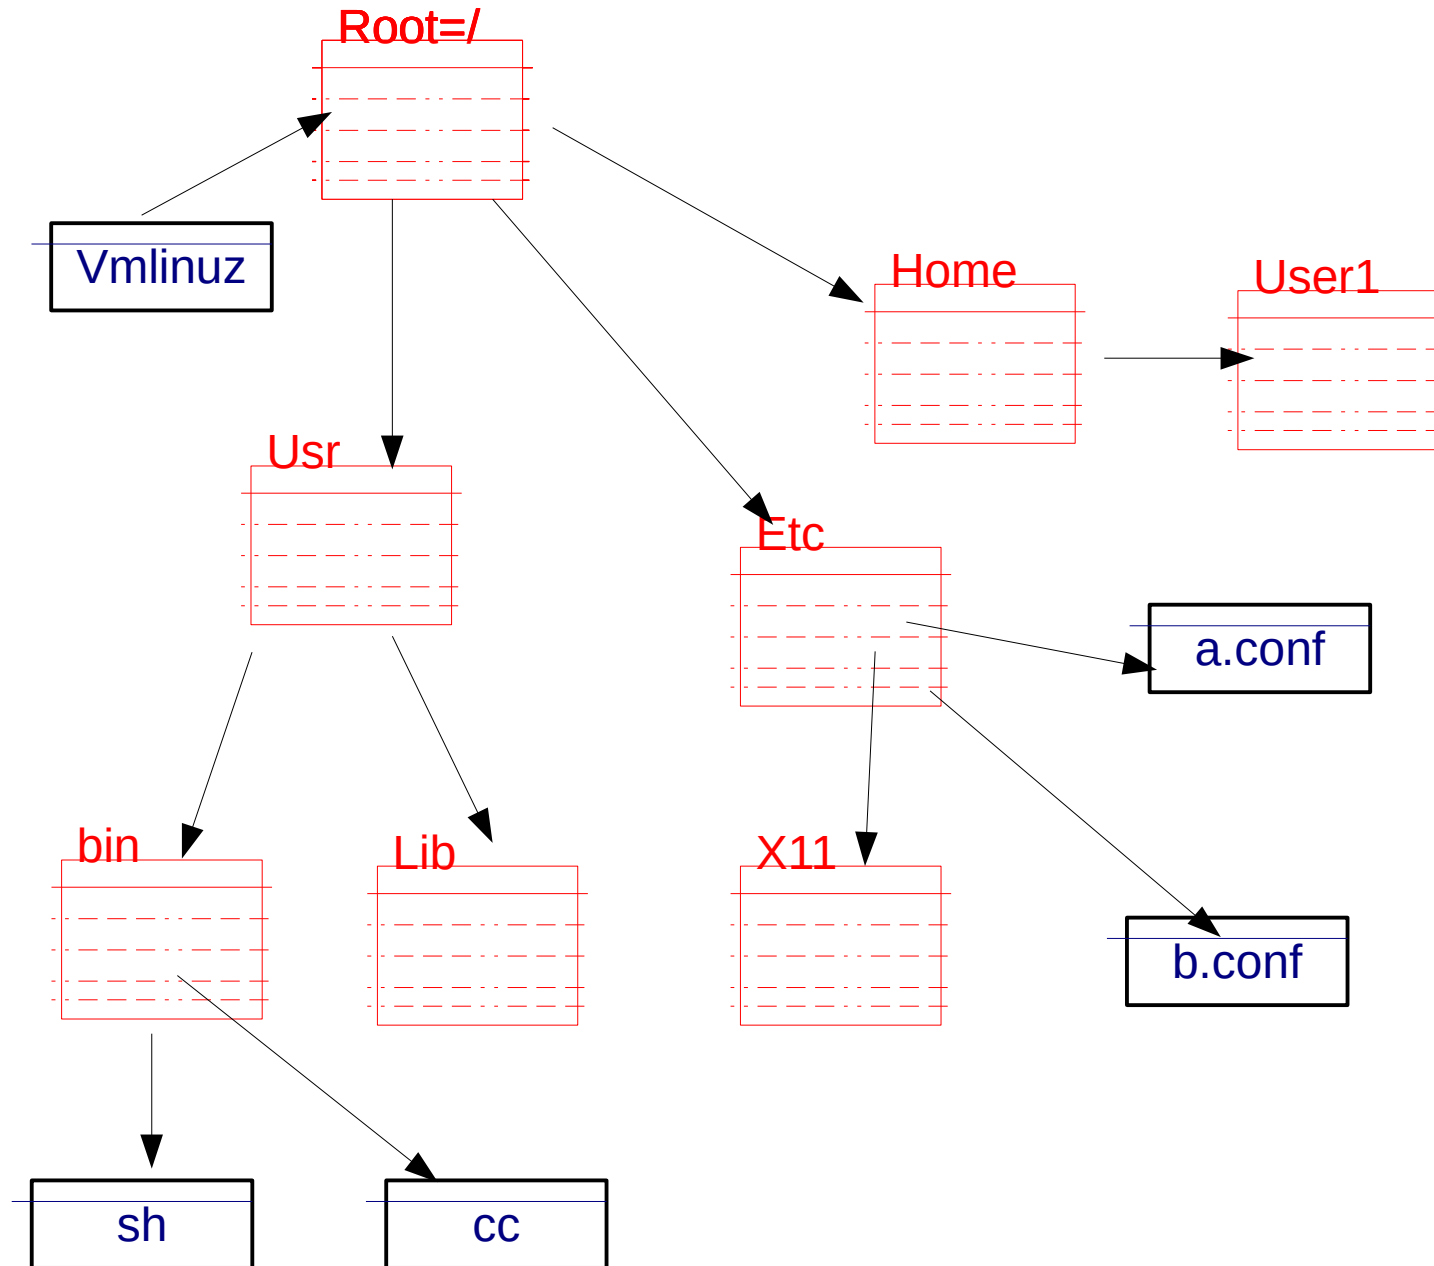 Root=/
Vmlinuz
Home
User1
Usr
Etc
a.conf
bin
Lib
X11
b.conf
sh
cc